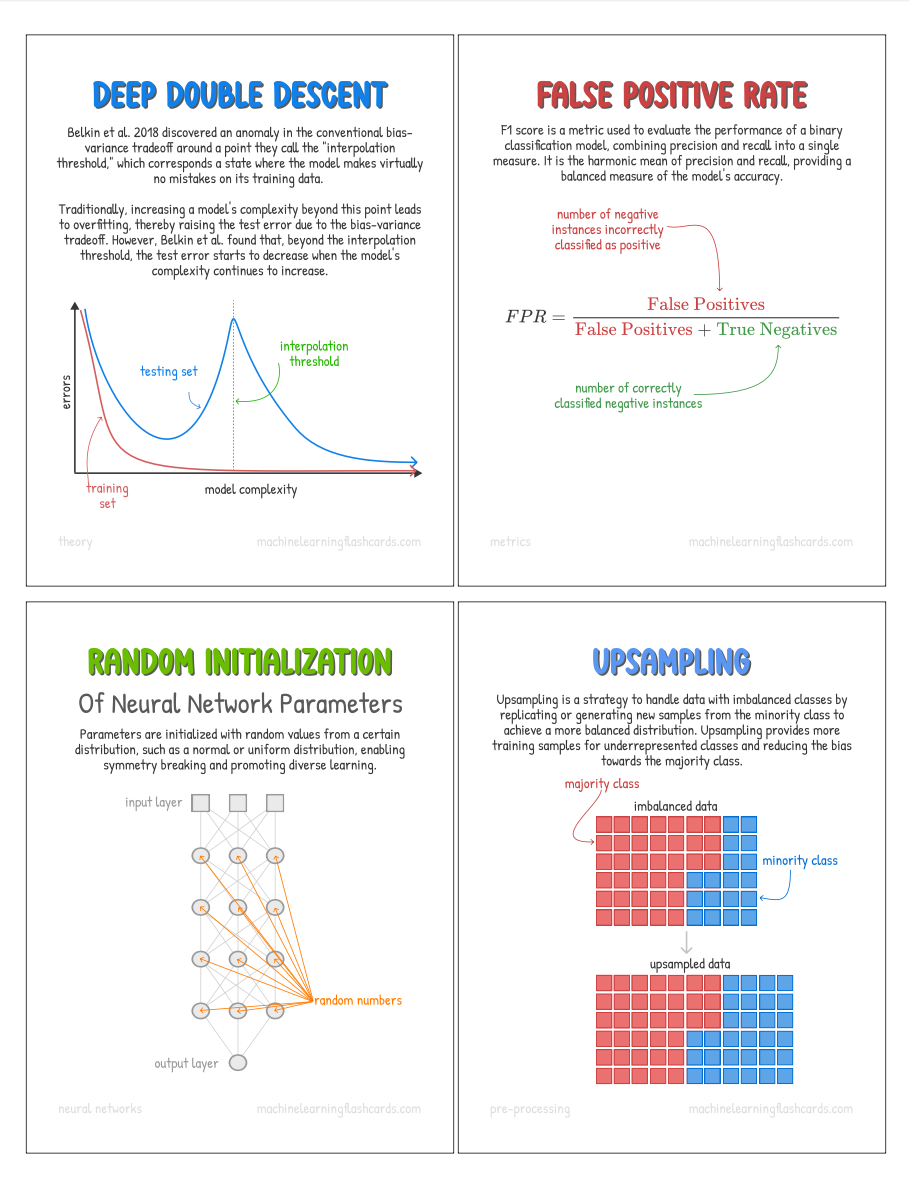 DEEP DOUBLE DESCENT
Belkin et al. 2018 discovered an anomaly in the conventional bias-
variance tradeoff around a point they call the "interpolation
threshold," which corresponds a state where the model makes virtually
no mistakes on its training data.
Traditionally, increasing a model's complexity beyond this point leads
to overfitting, thereby raising the test error due to the bias-variance
tradeoff. However, Belkin et al. found that, beyond the interpolation
threshold, the test error starts to decrease when the model's
complexity continues to increase.
interpolation
threshold
testing set
errors
training
set
model complexity
theory
machinelearningflashcards.com
FALSE POSITIVE RATE
F1 score is a metric used to evaluate the performance of a binary
classification model, combining precision and recall into a single
measure. It is the harmonic mean of precision and recall, providing a
balanced measure of the model's accuracy.
number of negative
instances incorrectly
classified as positive
FPR = False Positives / False Positives + True Negatives
number of correctly
classified negative instances
metrics
machinelearningflashcards.com
RANDOM INITIALIZATION
Of Neural Network Parameters
Parameters are initialized with random values from a certain
distribution, such as a normal or uniform distribution, enabling
symmetry breaking and promoting diverse learning.
input layer
random numbers
output layer
neural networks
machinelearningflashcards.com
UPSAMPLING
Upsampling is a strategy to handle data with imbalanced classes by
replicating or generating new samples from the minority class to
achieve a more balanced distribution. Upsampling provides more
training samples for underrepresented classes and reducing the bias
towards the majority class.
majority class
imbalanced data
minority class
upsampled data
pre-processing
machinelearningflashcards.com